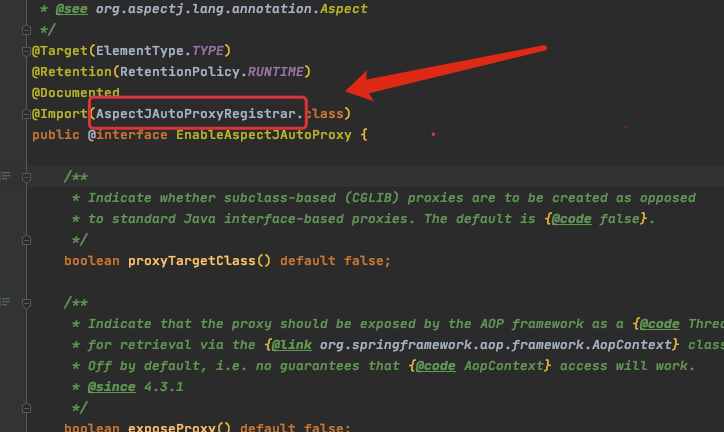 * @see org.aspectj.lang.annotation.Aspect
*/
@Target(ElementType.TYPE)
@Retention(RetentionPolicy.RUNTIME)
@Documented
@Import(AspectJAutoProxyRegistrar.class)
public @interface EnableAspectJAutoProxy {
/**
* Indicate whether subclass-based (CGLIB) proxies are to be created as opposed
* to standard Java interface-based proxies. The default is {@code false}.
*/
boolean proxyTargetClass() default false;
/**
* Indicate that the proxy should be exposed by the AOP framework as a {@code Threa
* for retrieval via the {@link org.springframework.aop.framework.AopContext} class
* Off by default, i.e. no guarantees that {@code AopContext} access will work.
* @since 4.3.1
*/
boolean exposeProxy() default false;